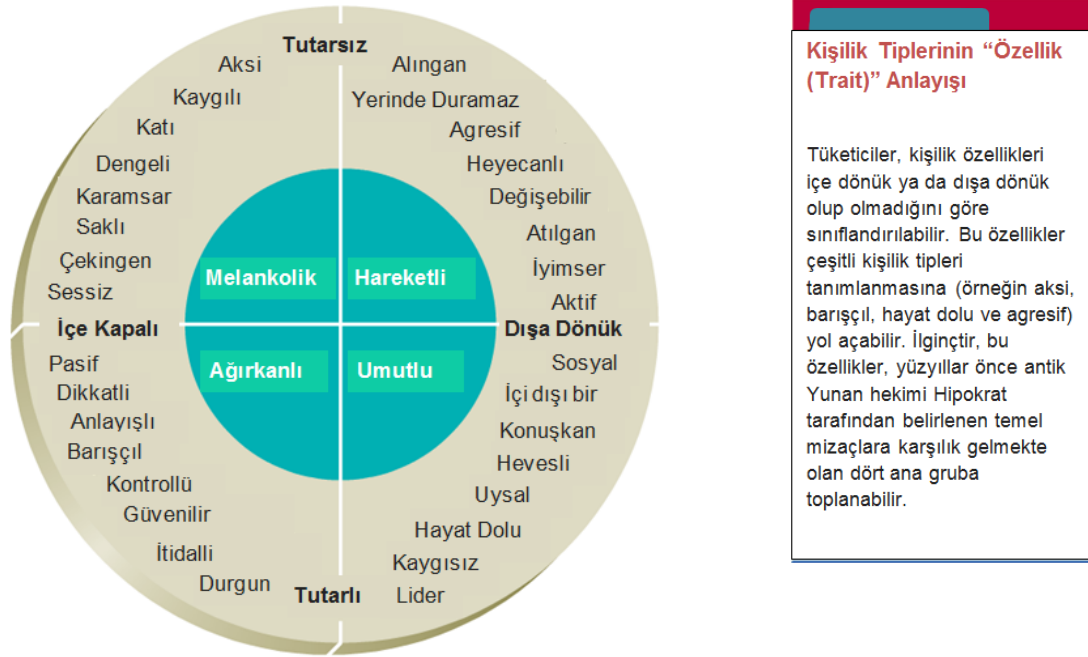 Tutarsız
Aksi
Kaygılı
Katı
Dengeli
Karamsar
Saklı
Çekingen
Sessiz
Alıngan
Yerinde Duramaz
Agresif
Heyecanlı
Değişebilir
Atılgan
İyimser
Aktif
Melankolik
Hareketli
İçe Kapalı
Dışa Dönük
Ağırkanlı
Umutlu
Pasif
Dikkatli
Anlayışlı
Barışçıl
Kontrollü
Güvenilir
İtidalli
Durgun
Sosyal
İçi dışı bir
Konuşkan
Hevesli
Uysal
Hayat Dolu
Kaygısız
Lider
Tutarlı
Kişilik Tiplerinin “Özellik
(Trait)” Anlayışı
Tüketiciler, kişilik özellikleri
içe dönük ya da dışa dönük
olup olmadığını göre
sınıflandırılabilir. Bu özellikler
çeşitli kişilik tipleri
tanımlanmasına (örneğin aksi,
barışçıl, hayat dolu ve agresif)
yol açabilir. İlginçtir, bu
özellikler, yüzyıllar önce antik
Yunan hekimi Hipokrat
tarafından belirlenen temel
mizaçlara karşılık gelmekte
olan dört ana gruba
toplanabilir.